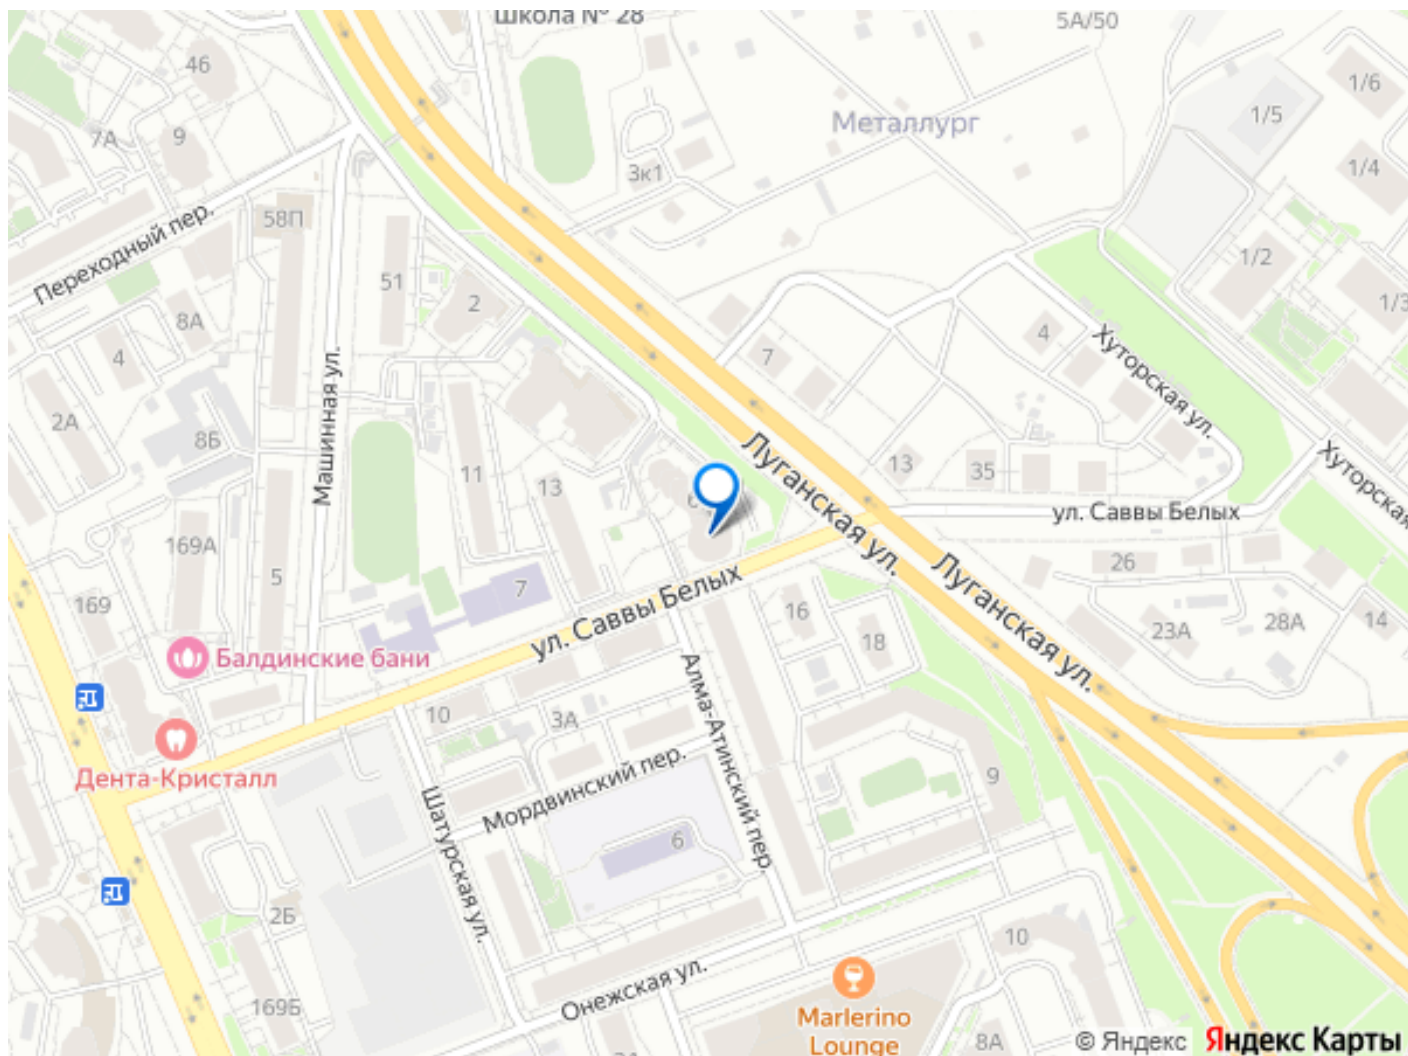 Школа № 28
5А/50
46
1/6
1/5
7А
9
Металлург
3к1
1/4
58П
Переходный пер.
1/2
51
2
1/3
8А
4
7
4
Машинная ул.
Хуторская ул.
2А
8Б
Луганская ул.
11
13
13
35
Хуторская
ул. Саввы Белых
169А
5
7
26
Луганская ул.
169
ул. Саввы Белых
16
18
23А
28А
14
Балдинские бани
Алма-Атинский пер.
10
3А
Дента-Кристалл
Мордвинский пер.
9
Шатурская ул.
6
2Б
10
Онежская ул.
169Б
Marlerino
Lounge
8А
© Яндекс
Яндекс Карты